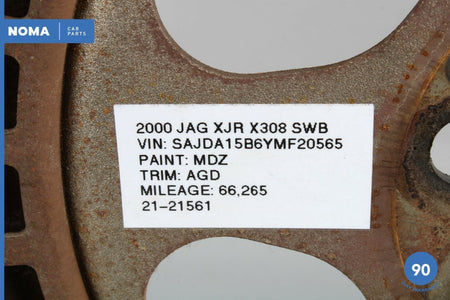 NOMA CAR PARTS
2000 JAG XJR X308 SWB
VIN: SAJDA15B6YMF20565
PAINT: MDZ
TRIM: AGD
MILEAGE: 66,265
21-21561
90